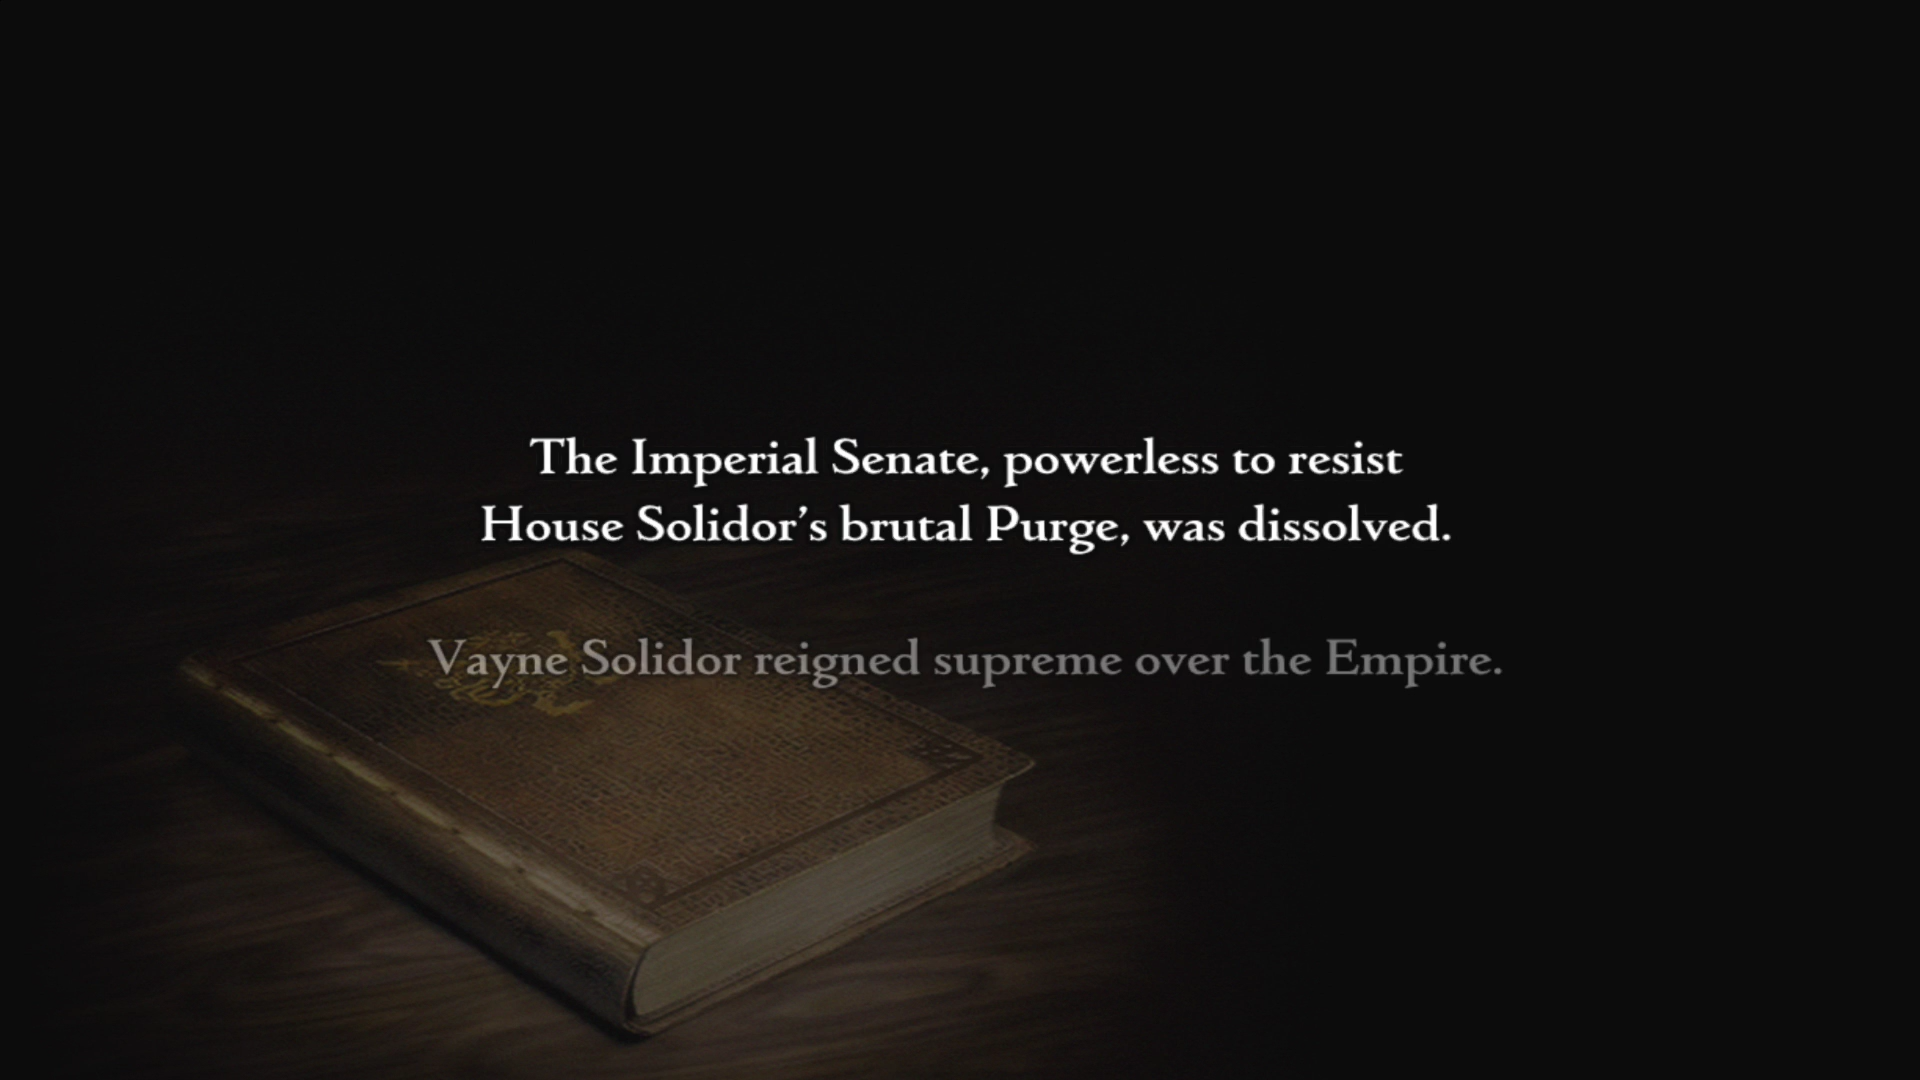 The Imperial Senate, powerless to resist
House Solidor’s brutal Purge, was dissolved.
Vayne Solidor reigned supreme over the Empire.